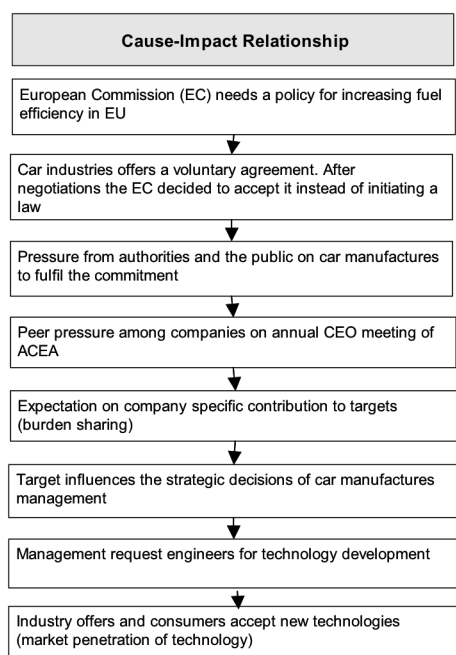 Cause-Impact Relationship
European Commission (EC) needs a policy for increasing fuel
efficiency in EU
Car industries offers a voluntary agreement. After
negotiations the EC decided to accept it instead of initiating a
law
Pressure from authorities and the public on car manufactures
to fulfil the commitment
Peer pressure among companies on annual CEO meeting of
ACEA
Expectation on company specific contribution to targets
(burden sharing)
Target influences the strategic decisions of car manufactures
management
Management request engineers for technology development
Industry offers and consumers accept new technologies
(market penetration of technology)